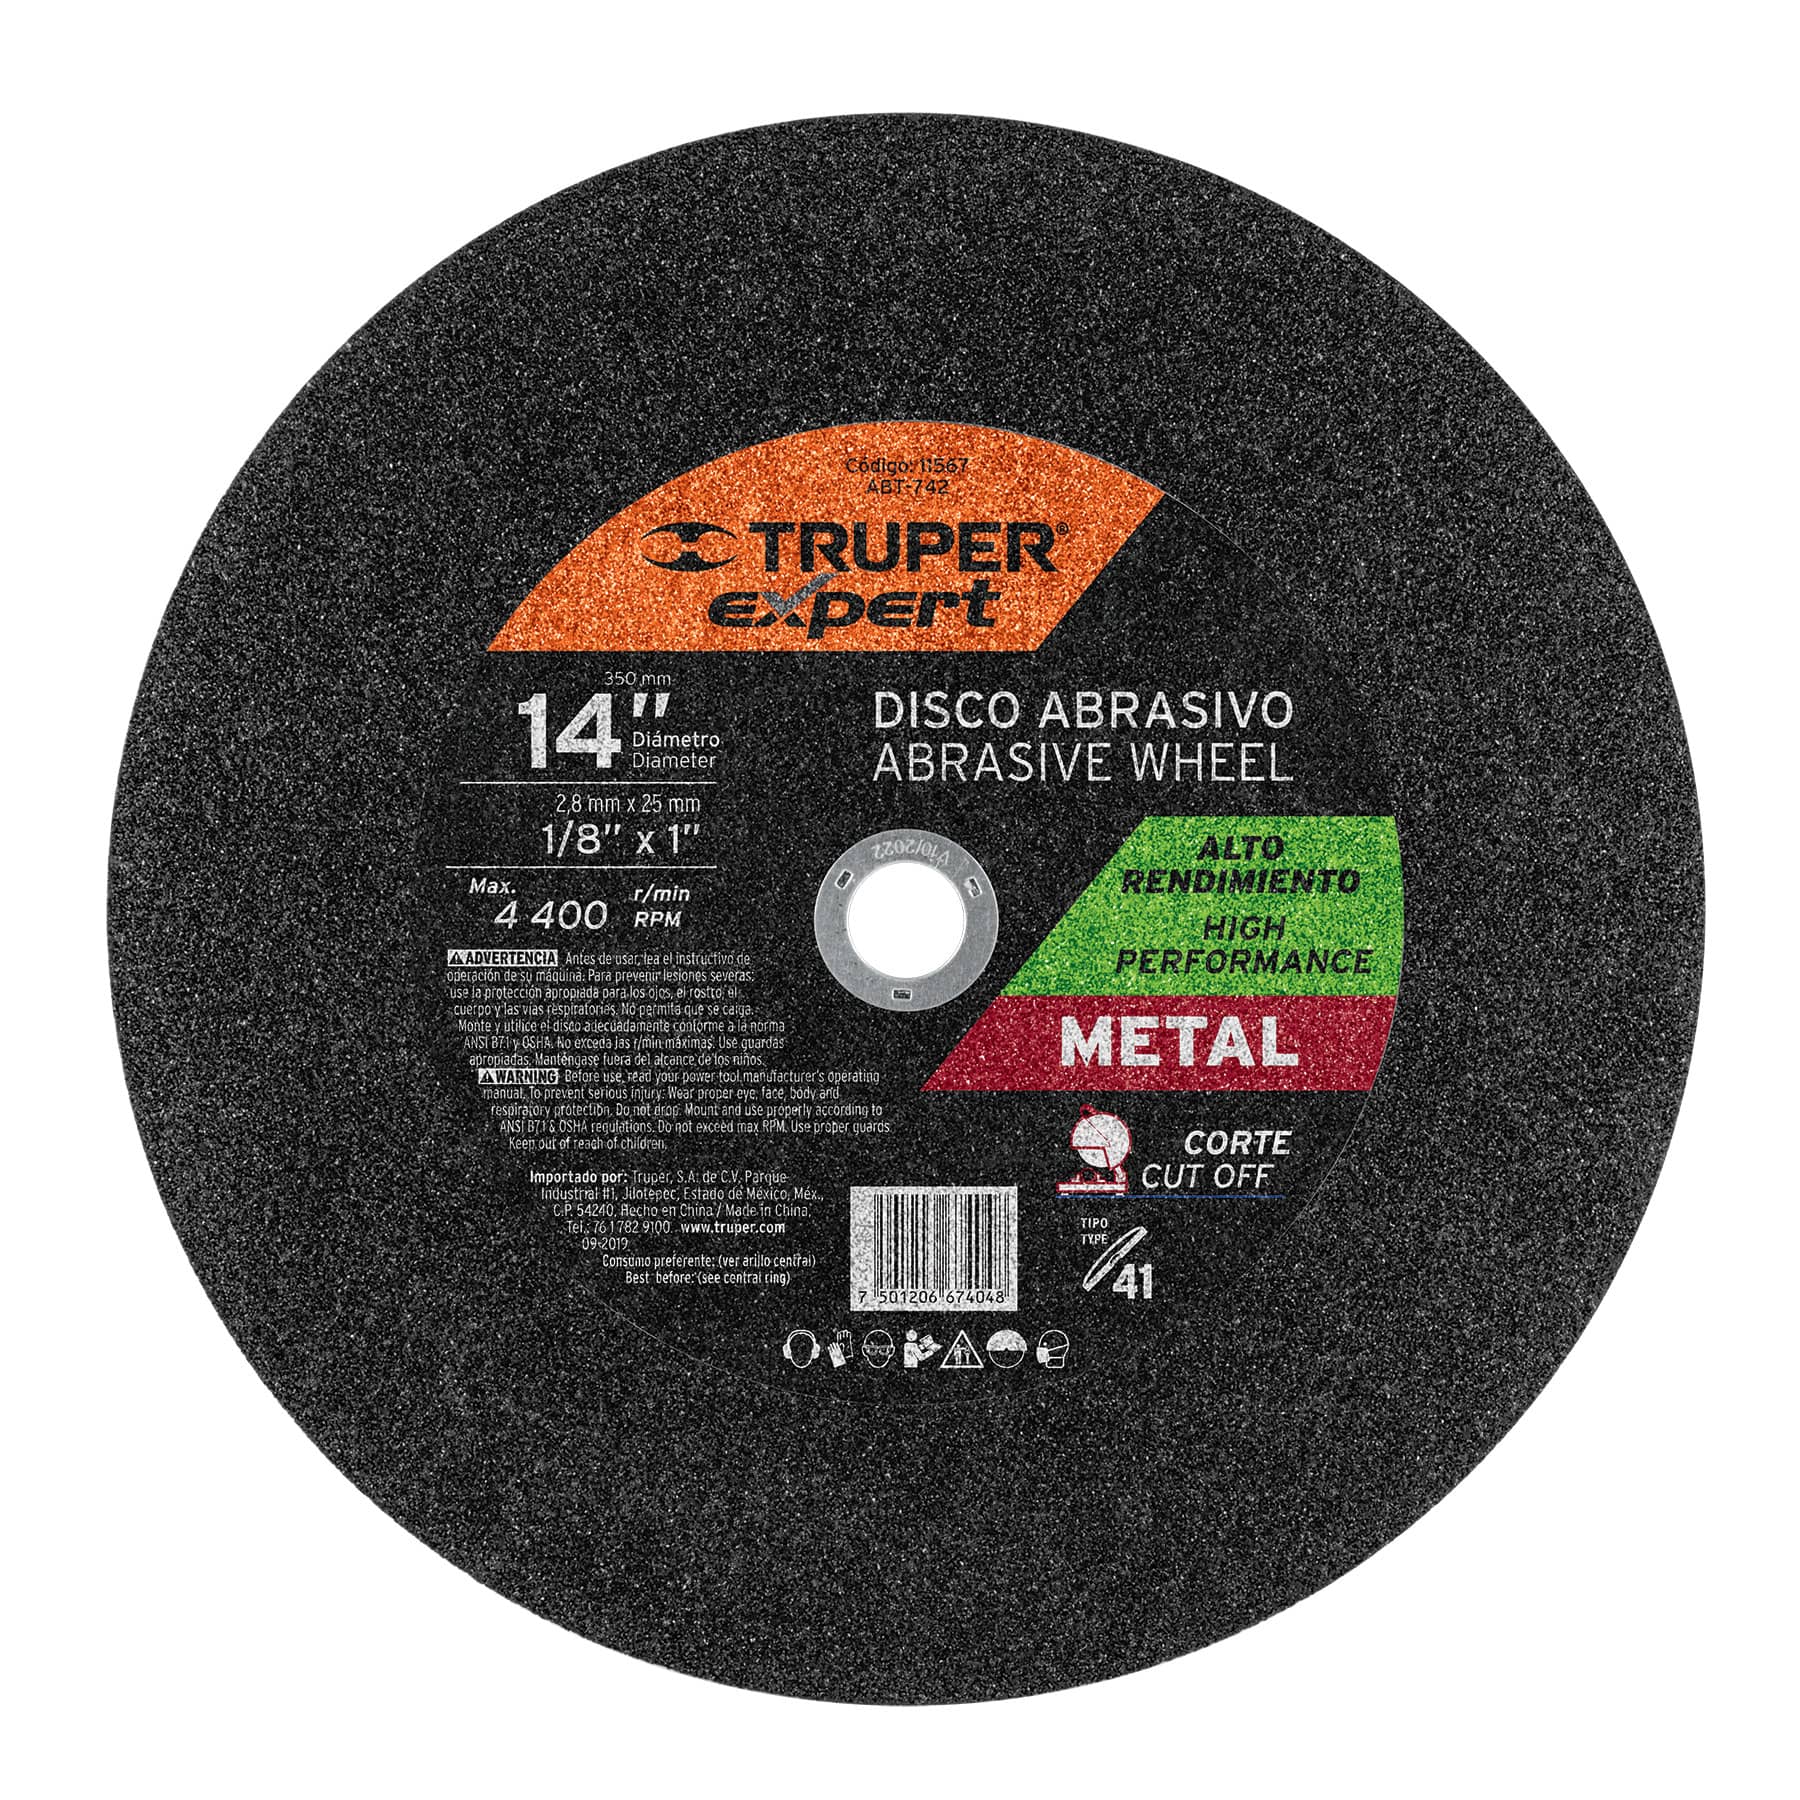 Código: 11567
ABT-742
TRUPER®
expert
350 mm
14"
Diámetro
Diameter
DISCO ABRASIVO
ABRASIVE WHEEL
2,8 mm x 25 mm
1/8" x 1"
Max. 4 400 r/min
RPM
V10/2022
ALTO
RENDIMIENTO
HIGH
PERFORMANCE
METAL
ADVERTENCIA Antes de usar, lea el instructivo de
operación de su máquina. Para prevenir lesiones severas:
use la protección apropiada para los ojos, el rostro, el
cuerpo y las vías respiratorias. No permita que se caiga.
Monte y utilice el disco adecuadamente conforme a la norma
ANSI B7.1 y OSHA. No exceda las r/min máximas. Use guardas
apropiadas. Manténgase fuera del alcance de los niños.
WARNING Before use, read your power tool manufacturer's operating
manual. To prevent serious injury: Wear proper eye, face, body and
respiratory protection. Do not drop. Mount and use properly according to
ANSI B7.1 & OSHA regulations. Do not exceed max RPM. Use proper guards.
Keep out of reach of children.
CORTE
CUT OFF
Importado por: Truper, S.A. de C.V. Parque
Industrial #1, Jilotepec, Estado de México, Méx.,
C.P. 54240, Hecho en China / Made in China,
Tel.: 76 1 782 9100. www.truper.com
09-2019
Consumo preferente: (ver arillo central)
Best before: (see central ring)
TIPO
TYPE
41
7 501206 674048